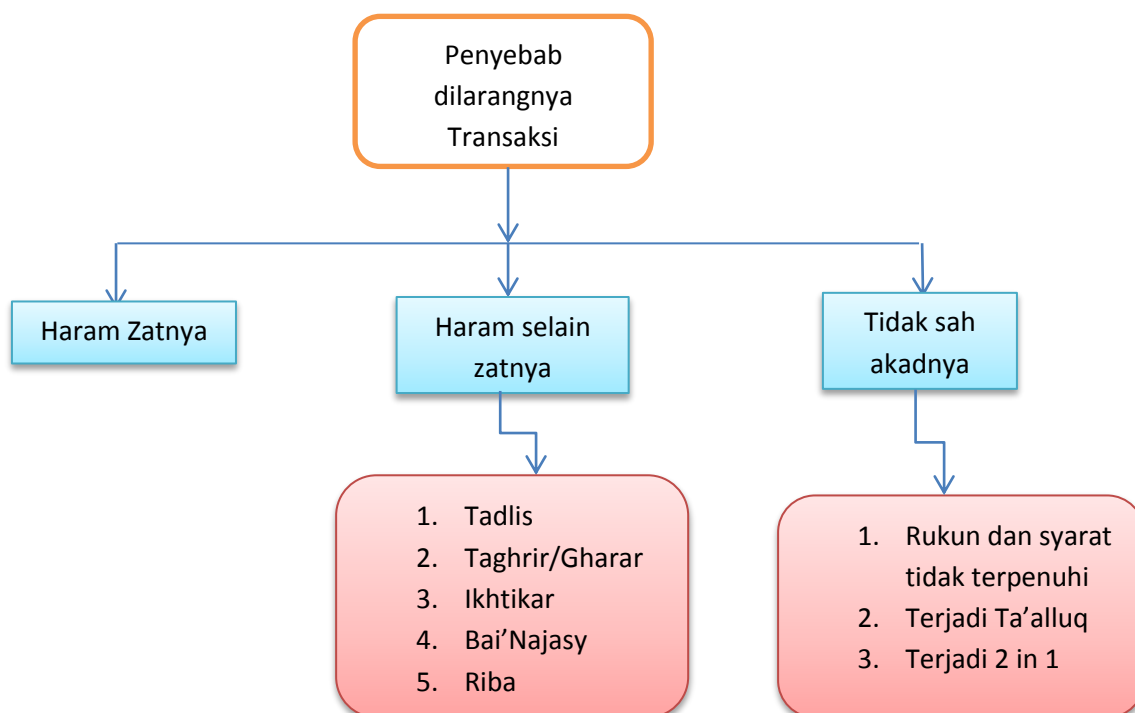 Penyebab
dilarangnya
Transaksi
Haram Zatnya
Haram selain
zatnya
Tidak sah
akadnya
1. Tadlis
2. Taghrir/Gharar
3. Ikhtikar
4. Bai’Najasy
5. Riba
1. Rukun dan syarat
tidak terpenuhi
2. Terjadi Ta’alluq
3. Terjadi 2 in 1